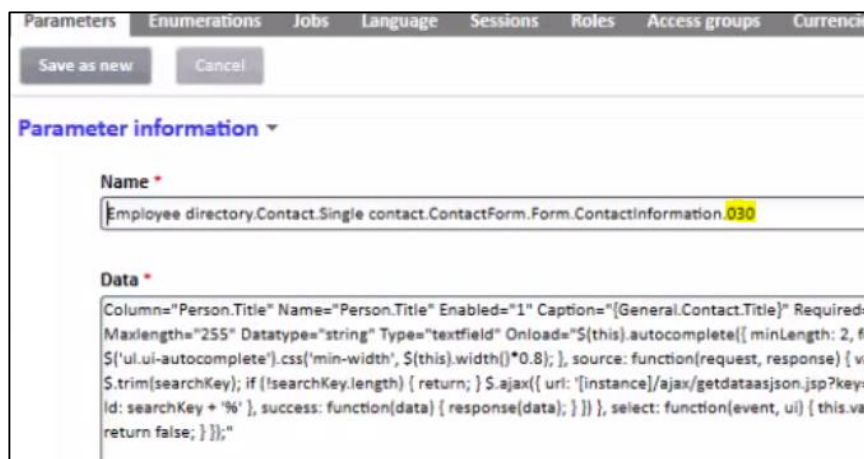 Parameters Enumerations Jobs Language Sessions Roles Access groups
Save as new Cancel
Parameter information
Name *
Employee directory.Contact.Single contact.ContactForm.Form.ContactInformation.030
Data *
Column="Person.Title" Name="Person.Title" Enabled="1" Caption="{General.Contact.Title}" Required=
Maxlength="255" Datatype="string" Type="textfield" Onload="$(this).autocomplete({ minLength: 2,
$('ul.ui-autocomplete').css('min-width', $(this).width()*0.8); }, source: function(request, response) {
$.trim(searchKey); if (!searchKey.length) { return; } $.ajax({ url: '[instance]/ajax/getdataasjson.jsp?key=
Id: searchKey + '%' }, success: function(data) { response(data); } }) }, select: function(event, ui) {
return false; } });"